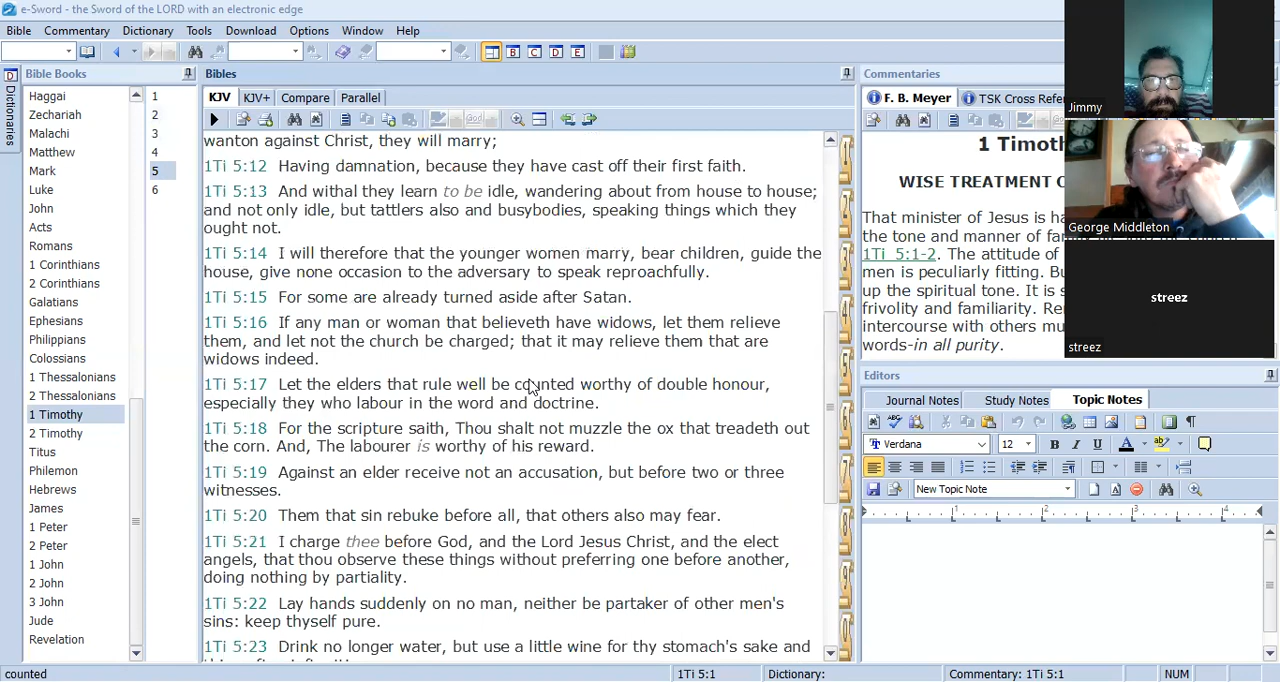 e-Sword - the Sword of the LORD with an electronic edge
Bible Commentary Dictionary Tools Download Options Window Help
B C D E
Bible Books
Dictionaries
Haggai
Zechariah
Malachi
Matthew
Mark
Luke
John
Acts
Romans
1 Corinthians
2 Corinthians
Galatians
Ephesians
Philippians
Colossians
1 Thessalonians
2 Thessalonians
1 Timothy
2 Timothy
Titus
Philemon
Hebrews
James
1 Peter
2 Peter
1 John
2 John
3 John
Jude
Revelation
1
2
3
4
5
6
Bibles
KJV KJV+ Compare Parallel
wanton against Christ, they will marry;
1Ti 5:12 Having damnation, because they have cast off their first faith.
1Ti 5:13 And withal they learn to be idle, wandering about from house to house;
and not only idle, but tattlers also and busybodies, speaking things which they
ought not.
1Ti 5:14 I will therefore that the younger women marry, bear children, guide the
house, give none occasion to the adversary to speak reproachfully.
1Ti 5:15 For some are already turned aside after Satan.
1Ti 5:16 If any man or woman that believeth have widows, let them relieve
them, and let not the church be charged; that it may relieve them that are
widows indeed.
1Ti 5:17 Let the elders that rule well be counted worthy of double honour,
especially they who labour in the word and doctrine.
1Ti 5:18 For the scripture saith, Thou shalt not muzzle the ox that treadeth out
the corn. And, The labourer is worthy of his reward.
1Ti 5:19 Against an elder receive not an accusation, but before two or three
witnesses.
1Ti 5:20 Them that sin rebuke before all, that others also may fear.
1Ti 5:21 I charge thee before God, and the Lord Jesus Christ, and the elect
angels, that thou observe these things without preferring one before another,
doing nothing by partiality.
1Ti 5:22 Lay hands suddenly on no man, neither be partaker of other men's
sins: keep thyself pure.
1Ti 5:23 Drink no longer water, but use a little wine for thy stomach's sake and
Commentaries
F. B. Meyer TSK Cross Refer
1 Timoth
WISE TREATMENT O
That minister of Jesus is ha
the tone and manner of fam
1Ti 5:1-2. The attitude of
men is peculiarly fitting. Bu
up the spiritual tone. It is s
frivolity and familiarity. Re
intercourse with others mu
words-in all purity.
Jimmy
George Middleton
streez
streez
Editors
Journal Notes Study Notes Topic Notes
Verdana 12 B I U A
New Topic Note
1 2 3 4
counted 1Ti 5:1 Dictionary: Commentary: 1Ti 5:1 NUM